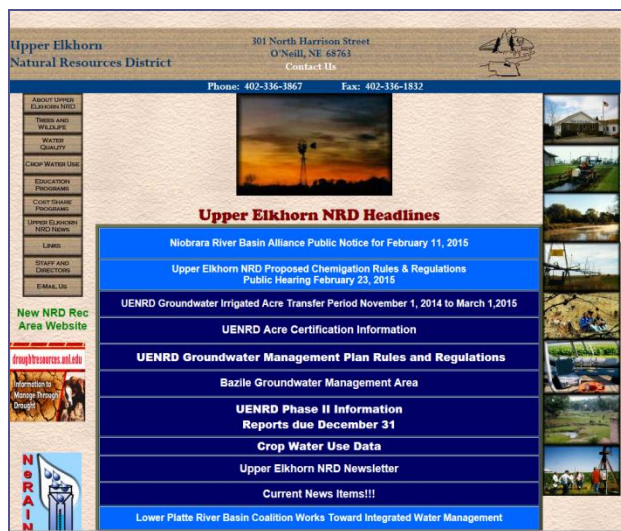 Upper Elkhorn
Natural Resources District
301 North Harrison Street
O'Neill, NE 68763
Contact Us
Phone: 402-336-3867 Fax: 402-336-1832
About Upper
Elkhorn NRD
Trees and
Wildlife
Water
Quality
Crop Water Use
Education
Programs
Cost Share
Programs
Upper Elkhorn
NRD News
Links
Staff and
Directors
E-Mail Us
New NRD Rec
Area Website
droughtresources.unl.edu
Information to
Manage Through
Drought
NeRAIN
Upper Elkhorn NRD Headlines
Niobrara River Basin Alliance Public Notice for February 11, 2015
Upper Elkhorn NRD Proposed Chemigation Rules & Regulations
Public Hearing February 23, 2015
UENRD Groundwater Irrigated Acre Transfer Period November 1, 2014 to March 1,2015
UENRD Acre Certification Information
UENRD Groundwater Management Plan Rules and Regulations
Bazile Groundwater Management Area
UENRD Phase II Information
Reports due December 31
Crop Water Use Data
Upper Elkhorn NRD Newsletter
Current News Items!!!
Lower Platte River Basin Coalition Works Toward Integrated Water Management